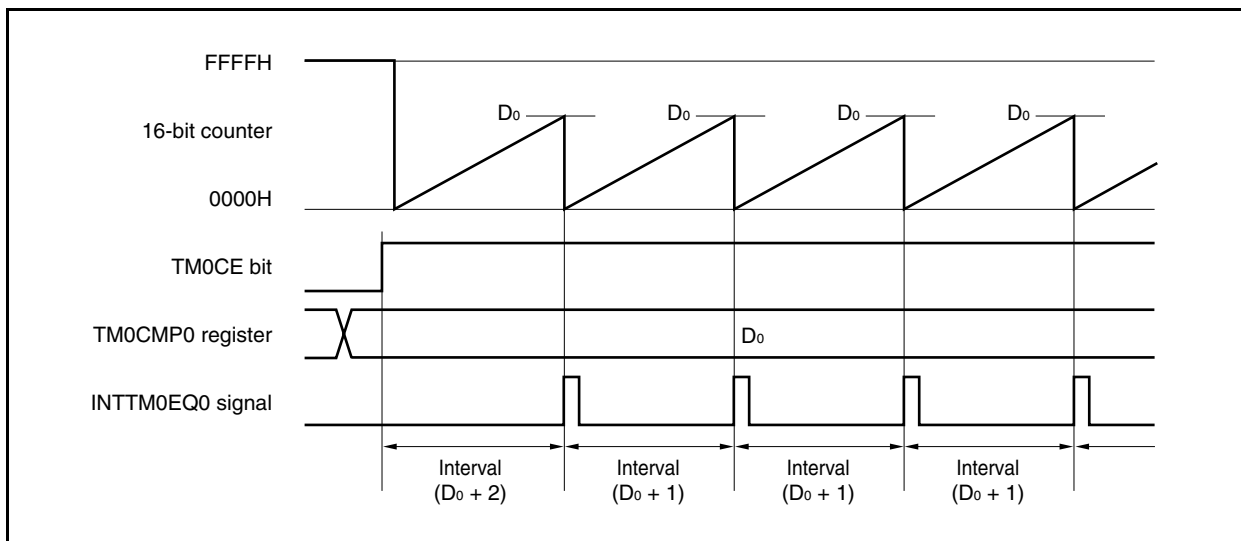 FFFFH
D0 D0 D0 D0
16-bit counter
0000H
TM0CE bit
TM0CMP0 register D0
INTTM0EQ0 signal
Interval Interval Interval Interval
(D0 + 2) (D0 + 1) (D0 + 1) (D0 + 1)